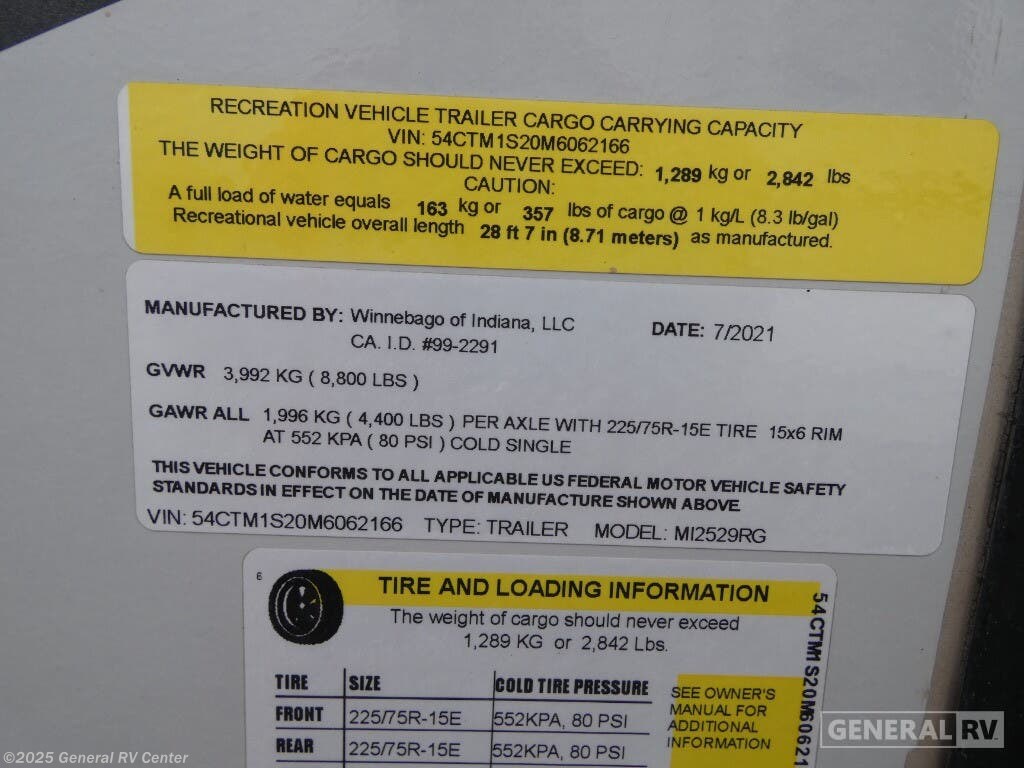 RECREATION VEHICLE TRAILER CARGO CARRYING CAPACITY
VIN: 54CTM1S20M6062166
THE WEIGHT OF CARGO SHOULD NEVER EXCEED: 1,289 kg or 2,842 lbs
CAUTION:
A full load of water equals 163 kg or 357 lbs of cargo @ 1 kg/L (8.3 lb/gal)
Recreational vehicle overall length 28 ft 7 in (8.71 meters) as manufactured.
MANUFACTURED BY: Winnebago of Indiana, LLC DATE: 7/2021
CA. I.D. #99-2291
GVWR 3,992 KG ( 8,800 LBS )
GAWR ALL 1,996 KG ( 4,400 LBS ) PER AXLE WITH 225/75R-15E TIRE 15x6 RIM
AT 552 KPA ( 80 PSI ) COLD SINGLE
THIS VEHICLE CONFORMS TO ALL APPLICABLE US FEDERAL MOTOR VEHICLE SAFETY
STANDARDS IN EFFECT ON THE DATE OF MANUFACTURE SHOWN ABOVE.
VIN: 54CTM1S20M6062166 TYPE: TRAILER MODEL: MI2529RG
6
TIRE AND LOADING INFORMATION
The weight of cargo should never exceed
1,289 KG or 2,842 Lbs.
TIRE SIZE COLD TIRE PRESSURE
FRONT 225/75R-15E 552KPA, 80 PSI
REAR 225/75R-15E 552KPA, 80 PSI
SEE OWNER'S
MANUAL FOR
ADDITIONAL
INFORMATION
54CTM1S20M60621
GENERAL RV
©2025 General RV Center